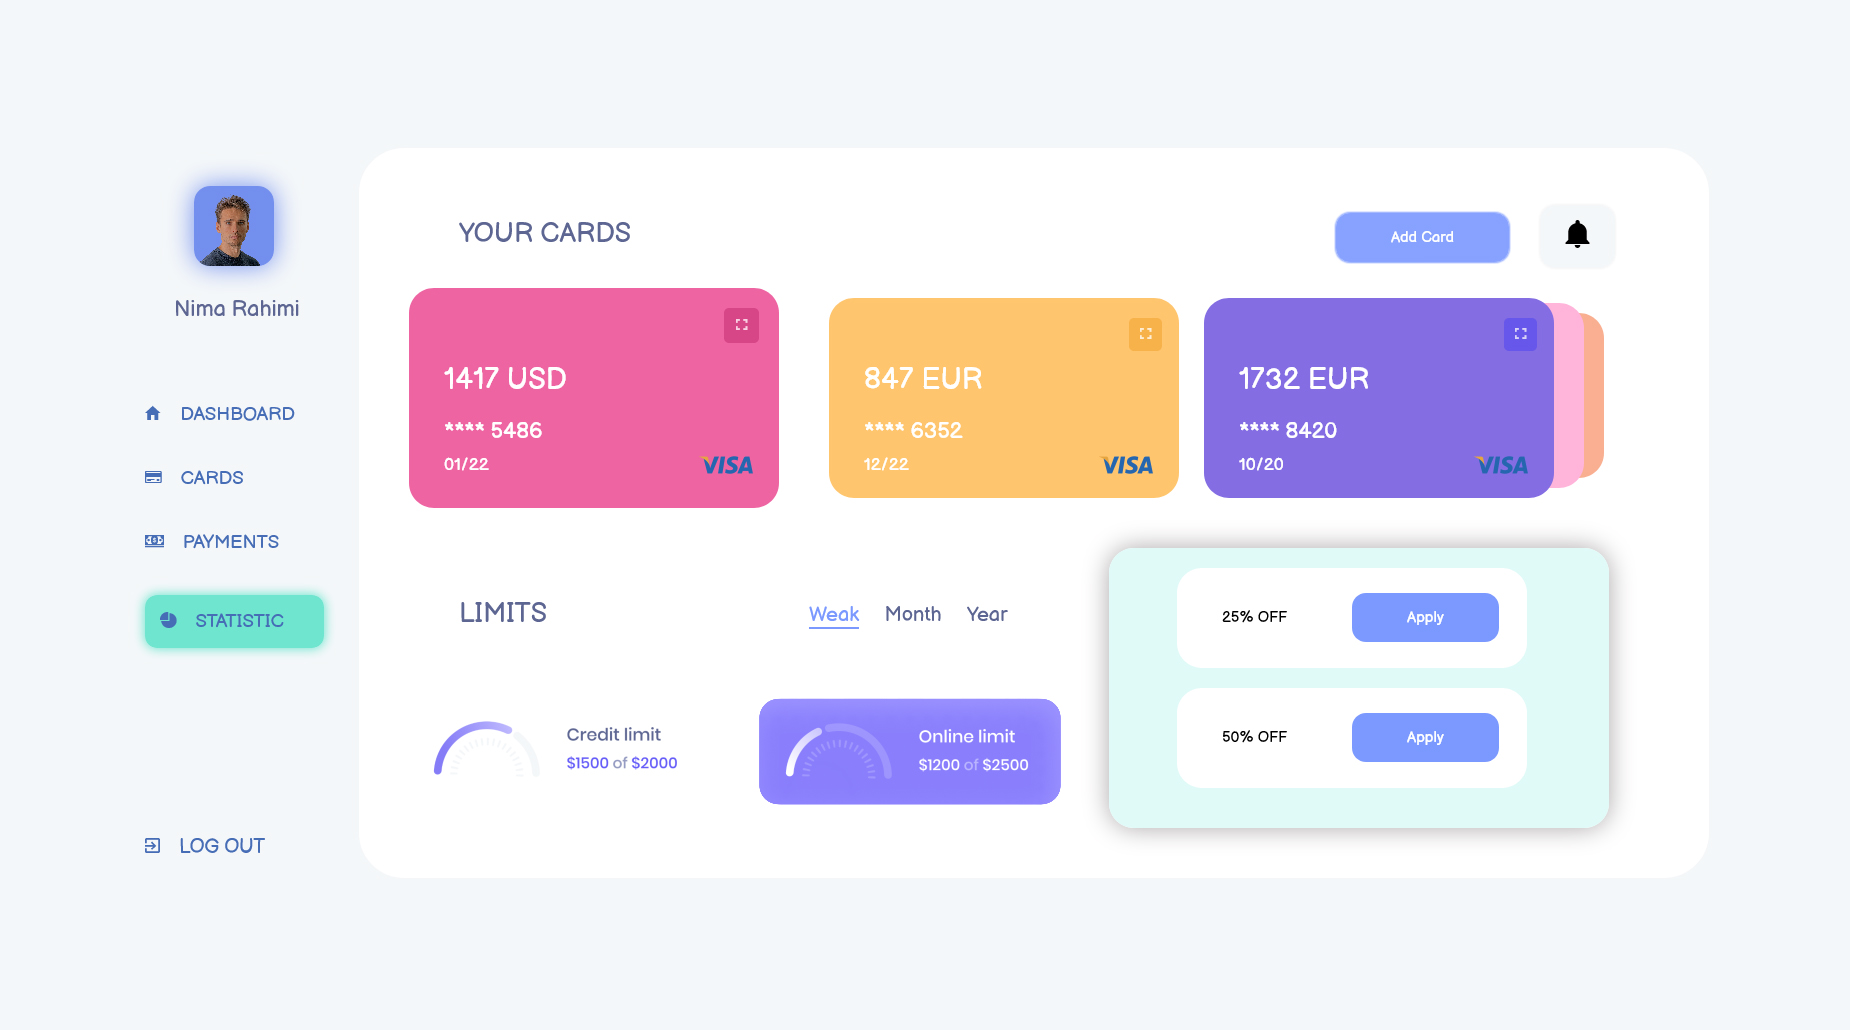 Nima Rahimi
DASHBOARD
CARDS
PAYMENTS
STATISTIC
LOG OUT
YOUR CARDS
Add Card
1417 USD
**** 5486
01/22
VISA
847 EUR
**** 6352
12/22
VISA
1732 EUR
**** 8420
10/20
VISA
LIMITS
Weak Month Year
Credit limit
$1500 of $2000
Online limit
$1200 of $2500
25% OFF
Apply
50% OFF
Apply